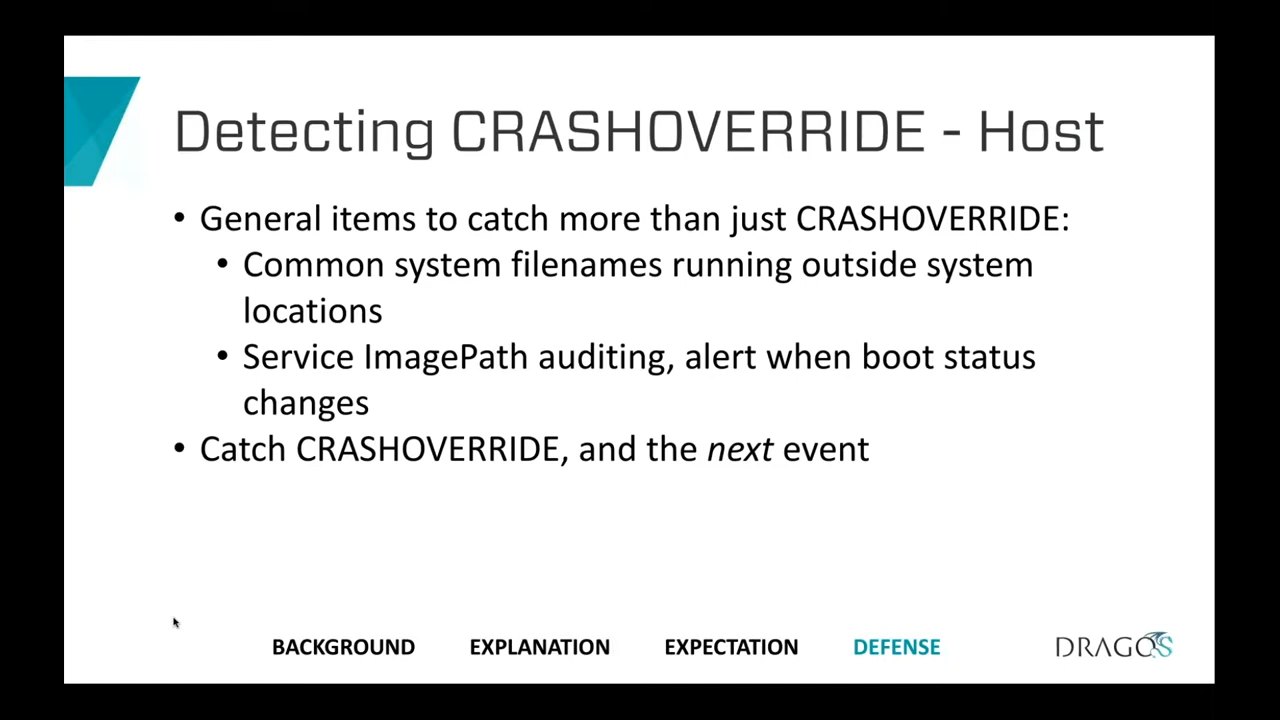 Detecting CRASHOVERRIDE - Host
• General items to catch more than just CRASHOVERRIDE:
• Common system filenames running outside system
locations
• Service ImagePath auditing, alert when boot status
changes
• Catch CRASHOVERRIDE, and the next event
BACKGROUND EXPLANATION EXPECTATION DEFENSE DRAGOS